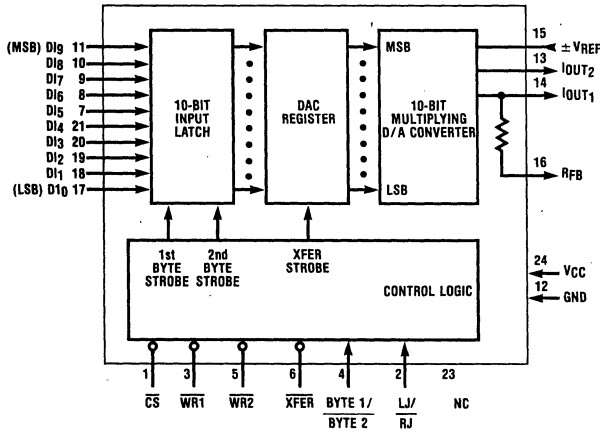 (MSB) DI9 11
DI8 10
DI7 9
DI6 8
DI5 7
DI4 21
DI3 20
DI2 19
DI1 18
(LSB) D10 17
10-BIT
INPUT
LATCH
DAC
REGISTER
MSB
10-BIT
MULTIPLYING
D/A CONVERTER
LSB
15
± VREF
13
IOUT2
14
IOUT1
16
RFB
1st
BYTE
STROBE
2nd
BYTE
STROBE
XFER
STROBE
CONTROL LOGIC
24
VCC
12
GND
1 3 5 6 4 2 23
CS WR1 WR2 XFER BYTE 1/ LJ/ NC
BYTE 2 RJ